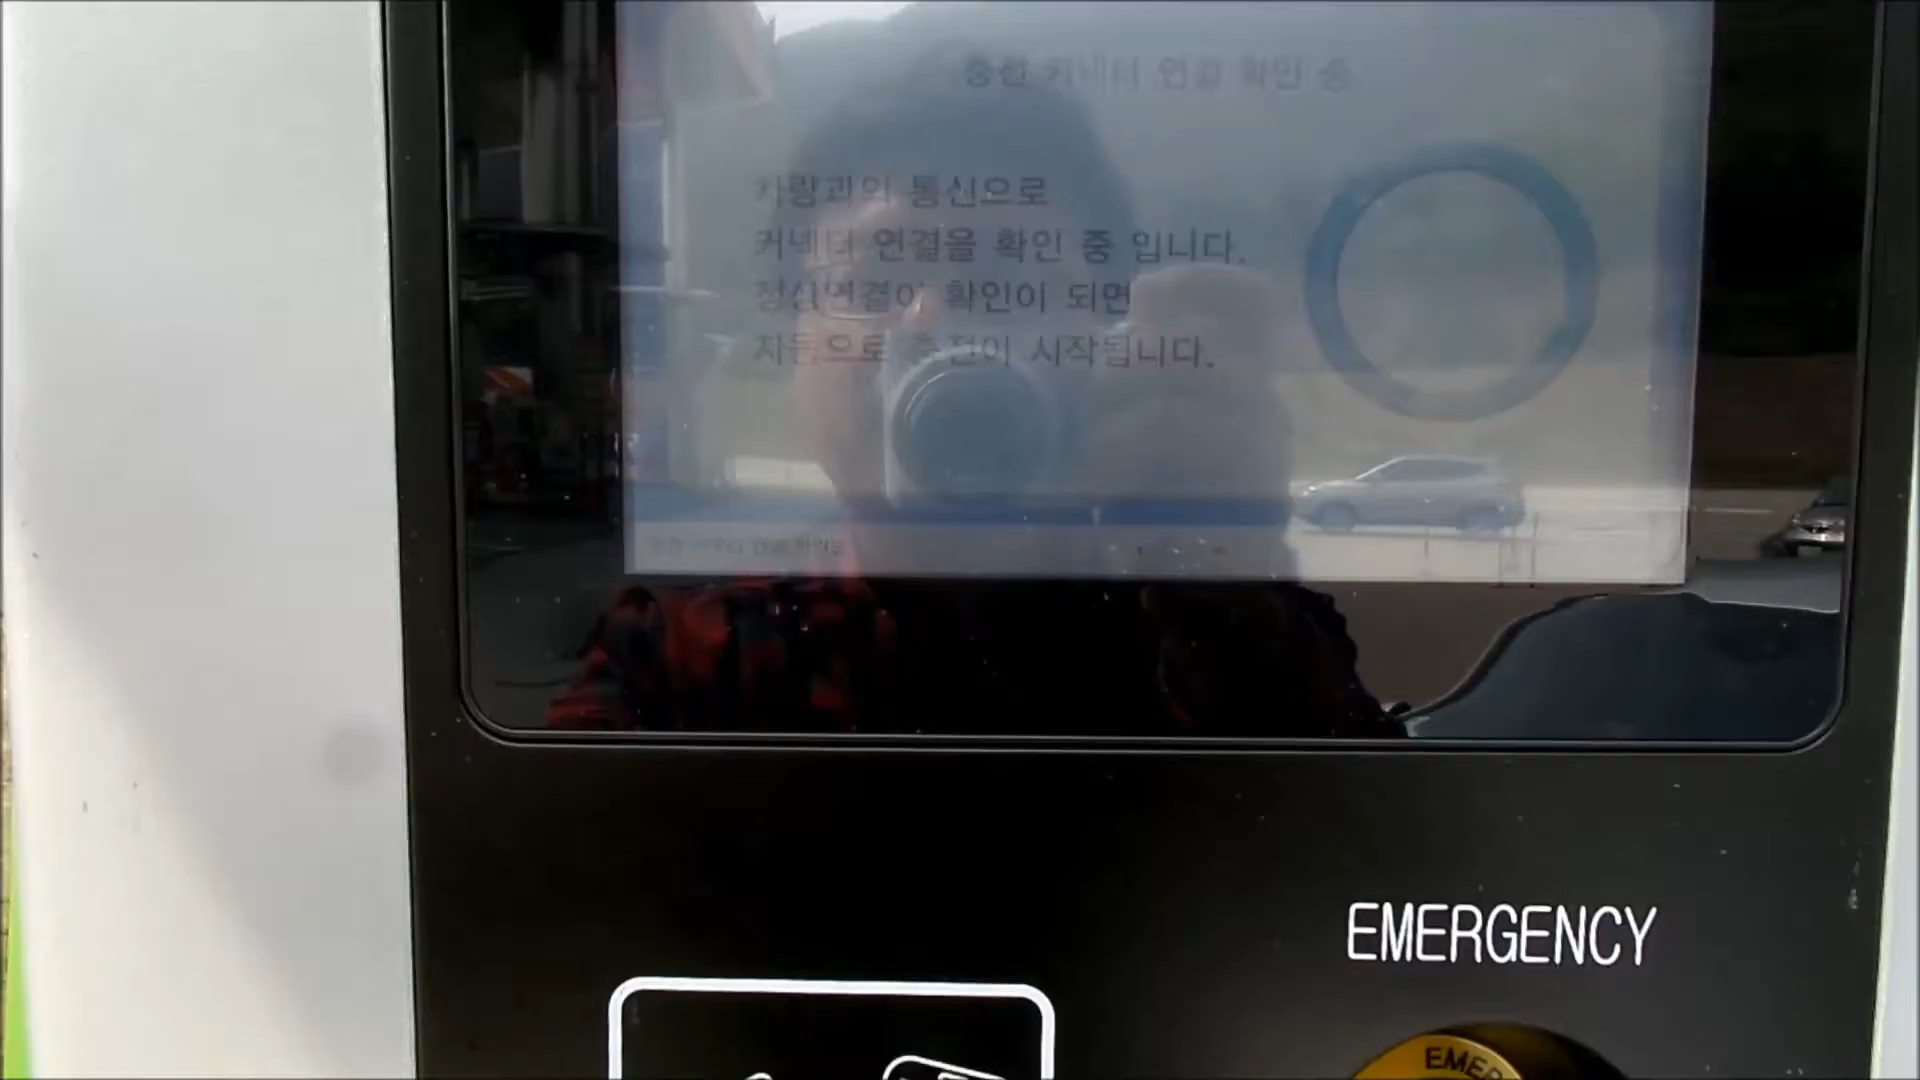 충전 커넥터 연결 확인 중
차량과의 통신으로
커넥터 연결을 확인 중 입니다.
정상연결이 확인이 되면
자동으로 충전이 시작됩니다.
EMERGENCY
EMER